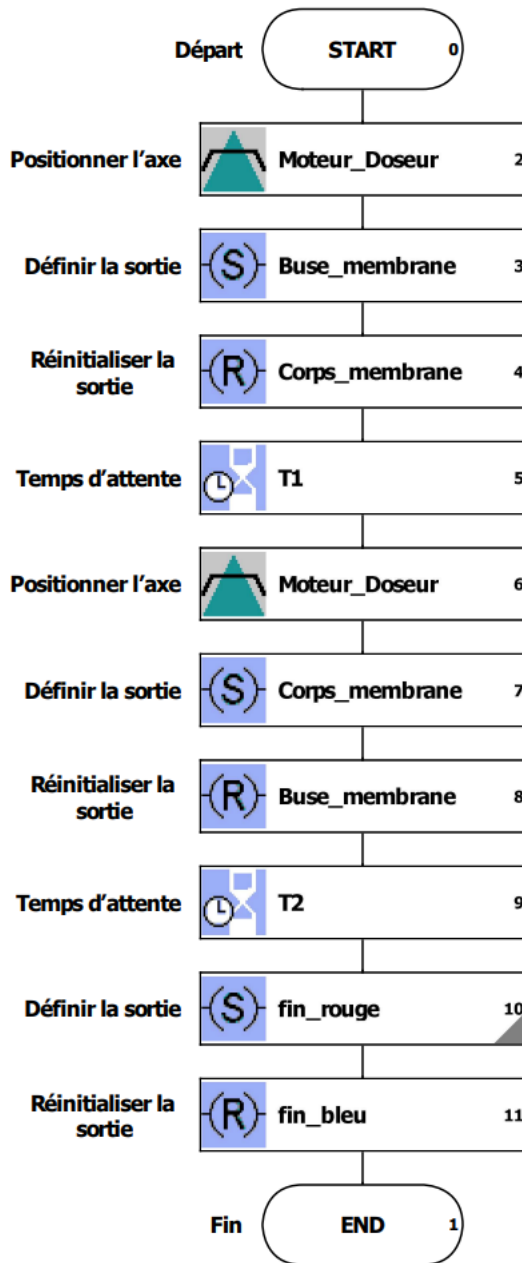 Départ START 0
Positionner l’axe Moteur_Doseur 2
Définir la sortie (S) Buse_membrane 3
Réinitialiser la
sortie (R) Corps_membrane 4
Temps d’attente T1 5
Positionner l’axe Moteur_Doseur 6
Définir la sortie (S) Corps_membrane 7
Réinitialiser la
sortie (R) Buse_membrane 8
Temps d’attente T2 9
Définir la sortie (S) fin_rouge 10
Réinitialiser la
sortie (R) fin_bleu 11
Fin END 1